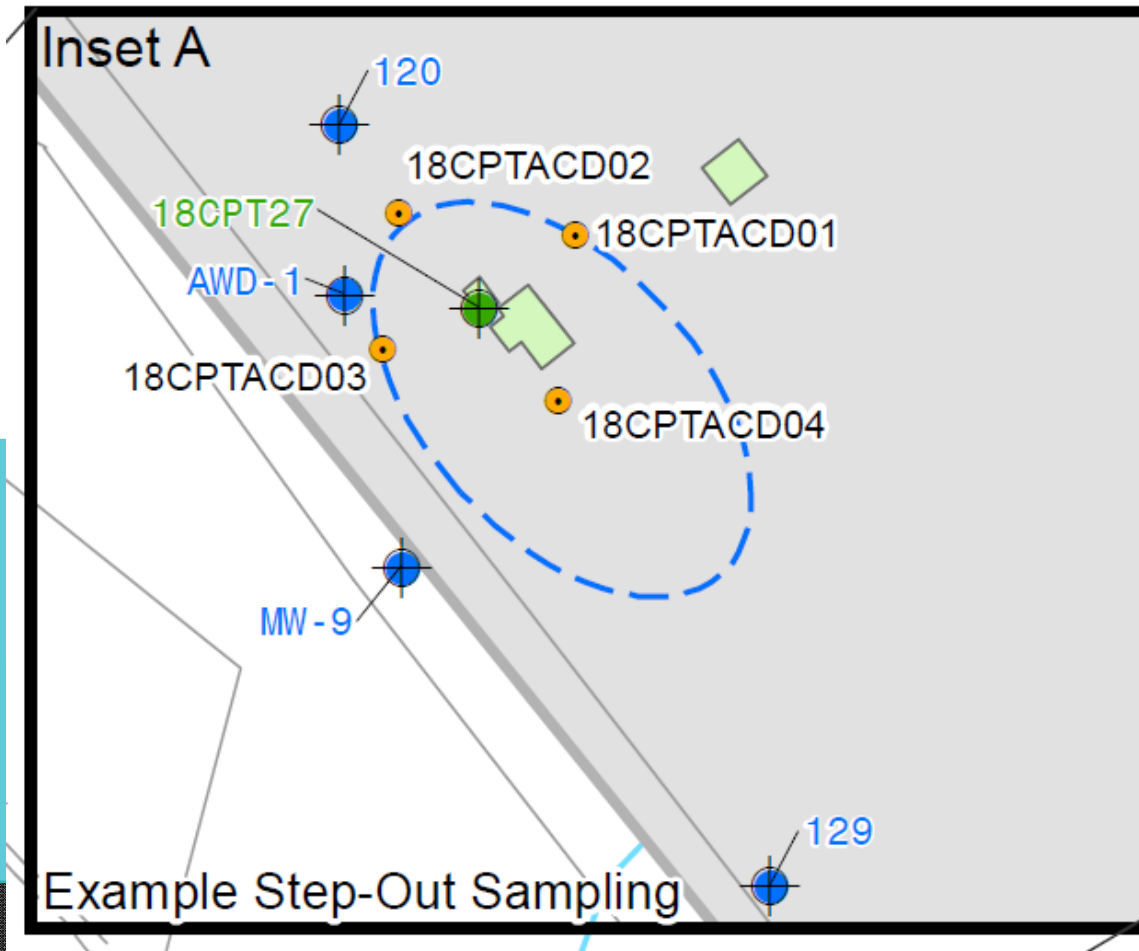 Inset A
120
18CPTACD02
18CPT27
18CPTACD01
AWD-1
18CPTACD03
18CPTACD04
MW-9
129
Example Step-Out Sampling